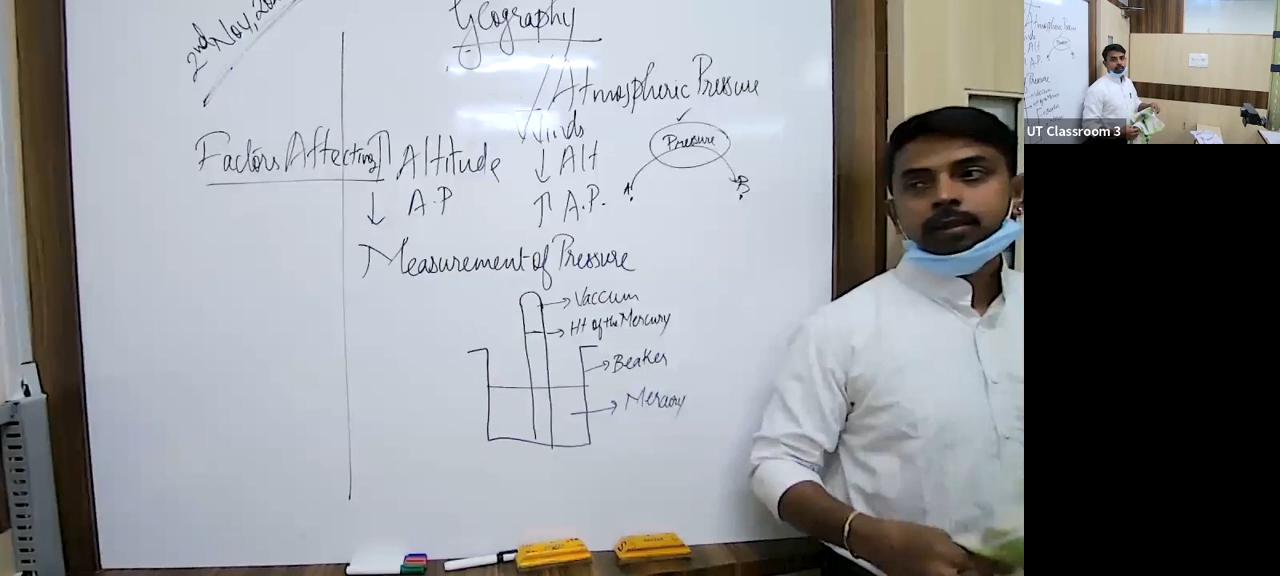 2nd Nov, 20
Geography
Atmospheric Pressure
Winds
Pressure
A B
? ?
Factors Affecting ↑ Altitude
↓ A.P
↓ Alt
↑ A.P.
Measurement of Pressure
Vaccum
Ht of the Mercury
Beaker
Mercury
UT Classroom 3